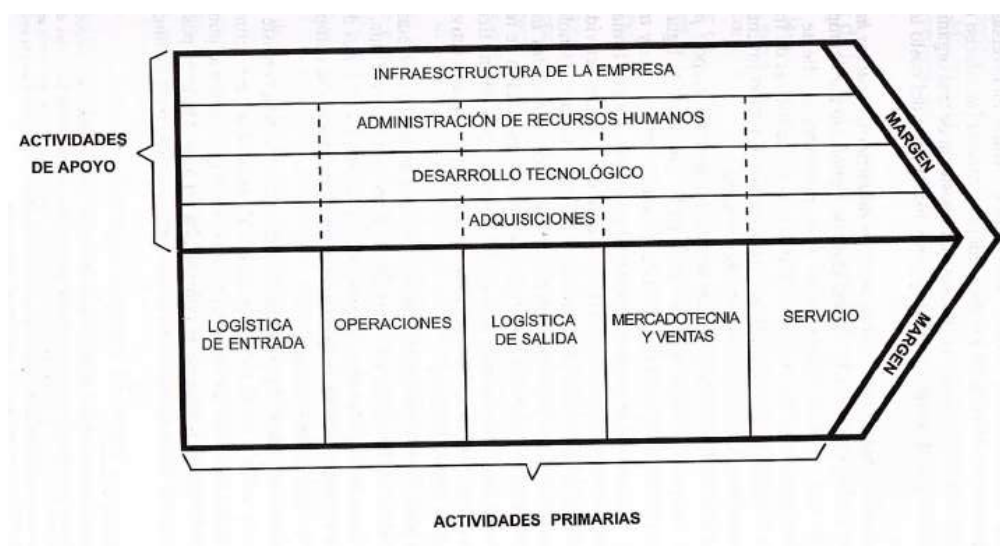 INFRAESCTRUCTURA DE LA EMPRESA
ACTIVIDADES
DE APOYO
ADMINISTRACIÓN DE RECURSOS HUMANOS
DESARROLLO TECNOLÓGICO
ADQUISICIONES
MARGEN
LOGÍSTICA
DE ENTRADA
OPERACIONES
LOGÍSTICA
DE SALIDA
MERCADOTECNIA
Y VENTAS
SERVICIO
MARGEN
ACTIVIDADES PRIMARIAS